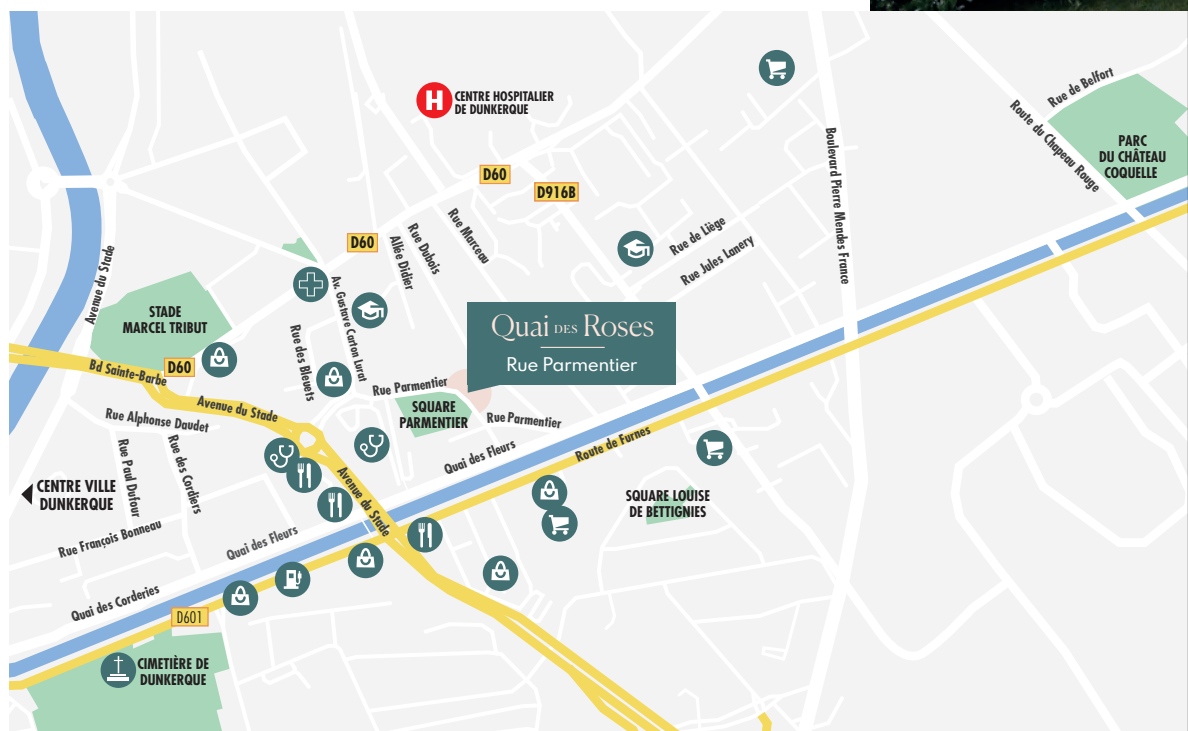 H
CENTRE HOSPITALIER
DE DUNKERQUE
Rue de Belfort
Route du Chapeau Rouge
PARC
DU CHÂTEAU
COQUELLE
Boulevard Pierre Mendes France
D60
D916B
Rue Marceau
Rue Dubois
Allée Didier
D60
Rue de Liège
Rue Jules Lanery
Avenue du Stade
STADE
MARCEL TRIBUT
Av. Gustave Carton Lurat
Rue des Bleuets
Quai DES Roses
Rue Parmentier
D60
Bd Sainte-Barbe
Avenue du Stade
Rue Parmentier
SQUARE
PARMENTIER
Rue Parmentier
Rue Alphonse Daudet
Rue Paul Dufour
Rue des Cordiers
Quai des Fleurs
Route de Furnes
Avenue du Stade
CENTRE VILLE
DUNKERQUE
SQUARE LOUISE
DE BETTIGNIES
Rue François Bonneau
Quai des Fleurs
Quai des Corderies
D601
CIMETIÈRE DE
DUNKERQUE